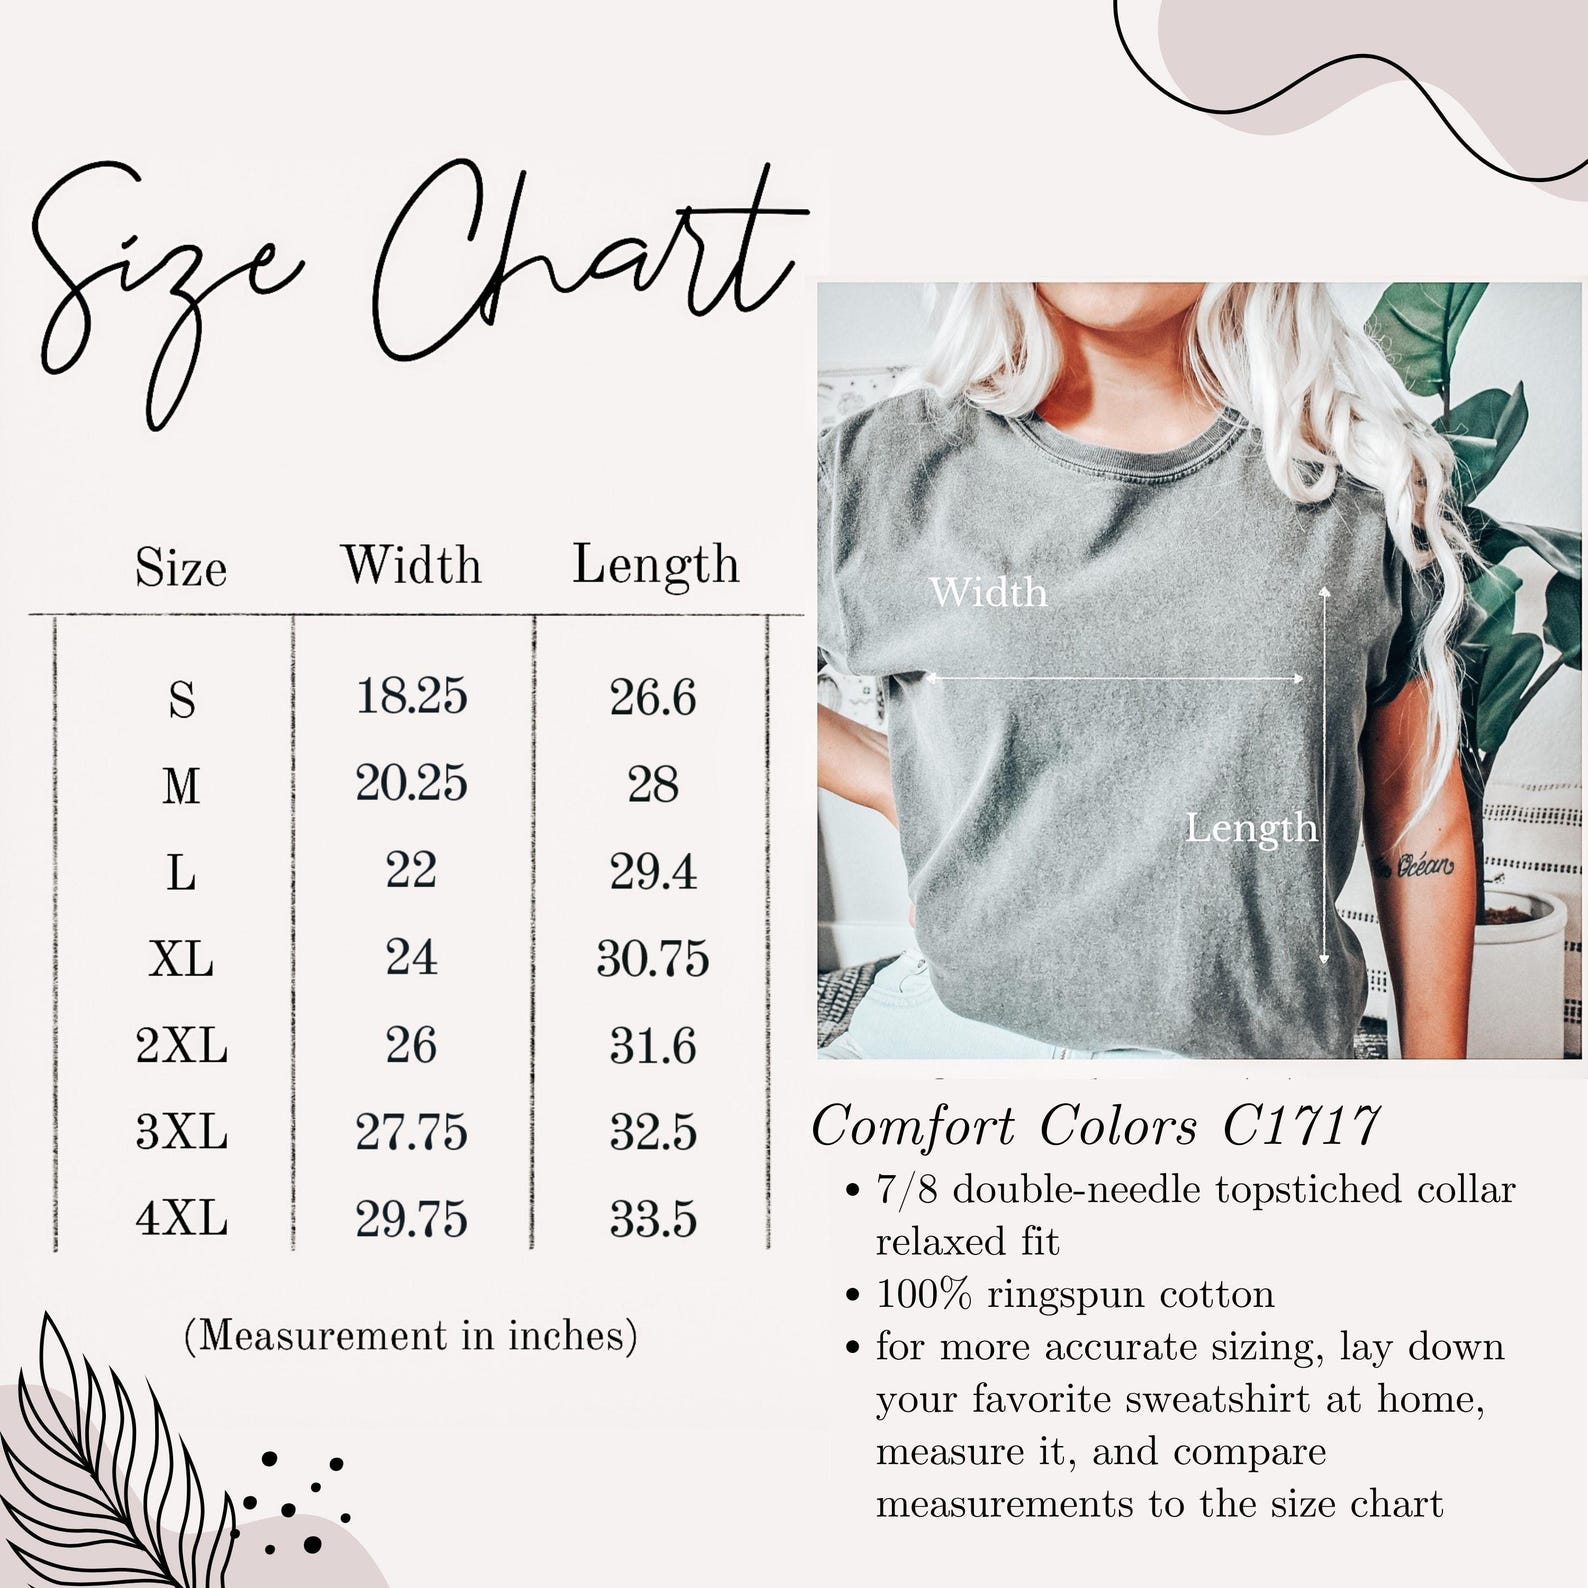 Size Chart
Size Width Length
S 18.25 26.6
M 20.25 28
L 22 29.4
XL 24 30.75
2XL 26 31.6
3XL 27.75 32.5
4XL 29.75 33.5
(Measurement in inches)
Width
Length
Océan
Comfort Colors C1717
• 7/8 double-needle topstiched collar
relaxed fit
• 100% ringspun cotton
• for more accurate sizing, lay down
your favorite sweatshirt at home,
measure it, and compare
measurements to the size chart